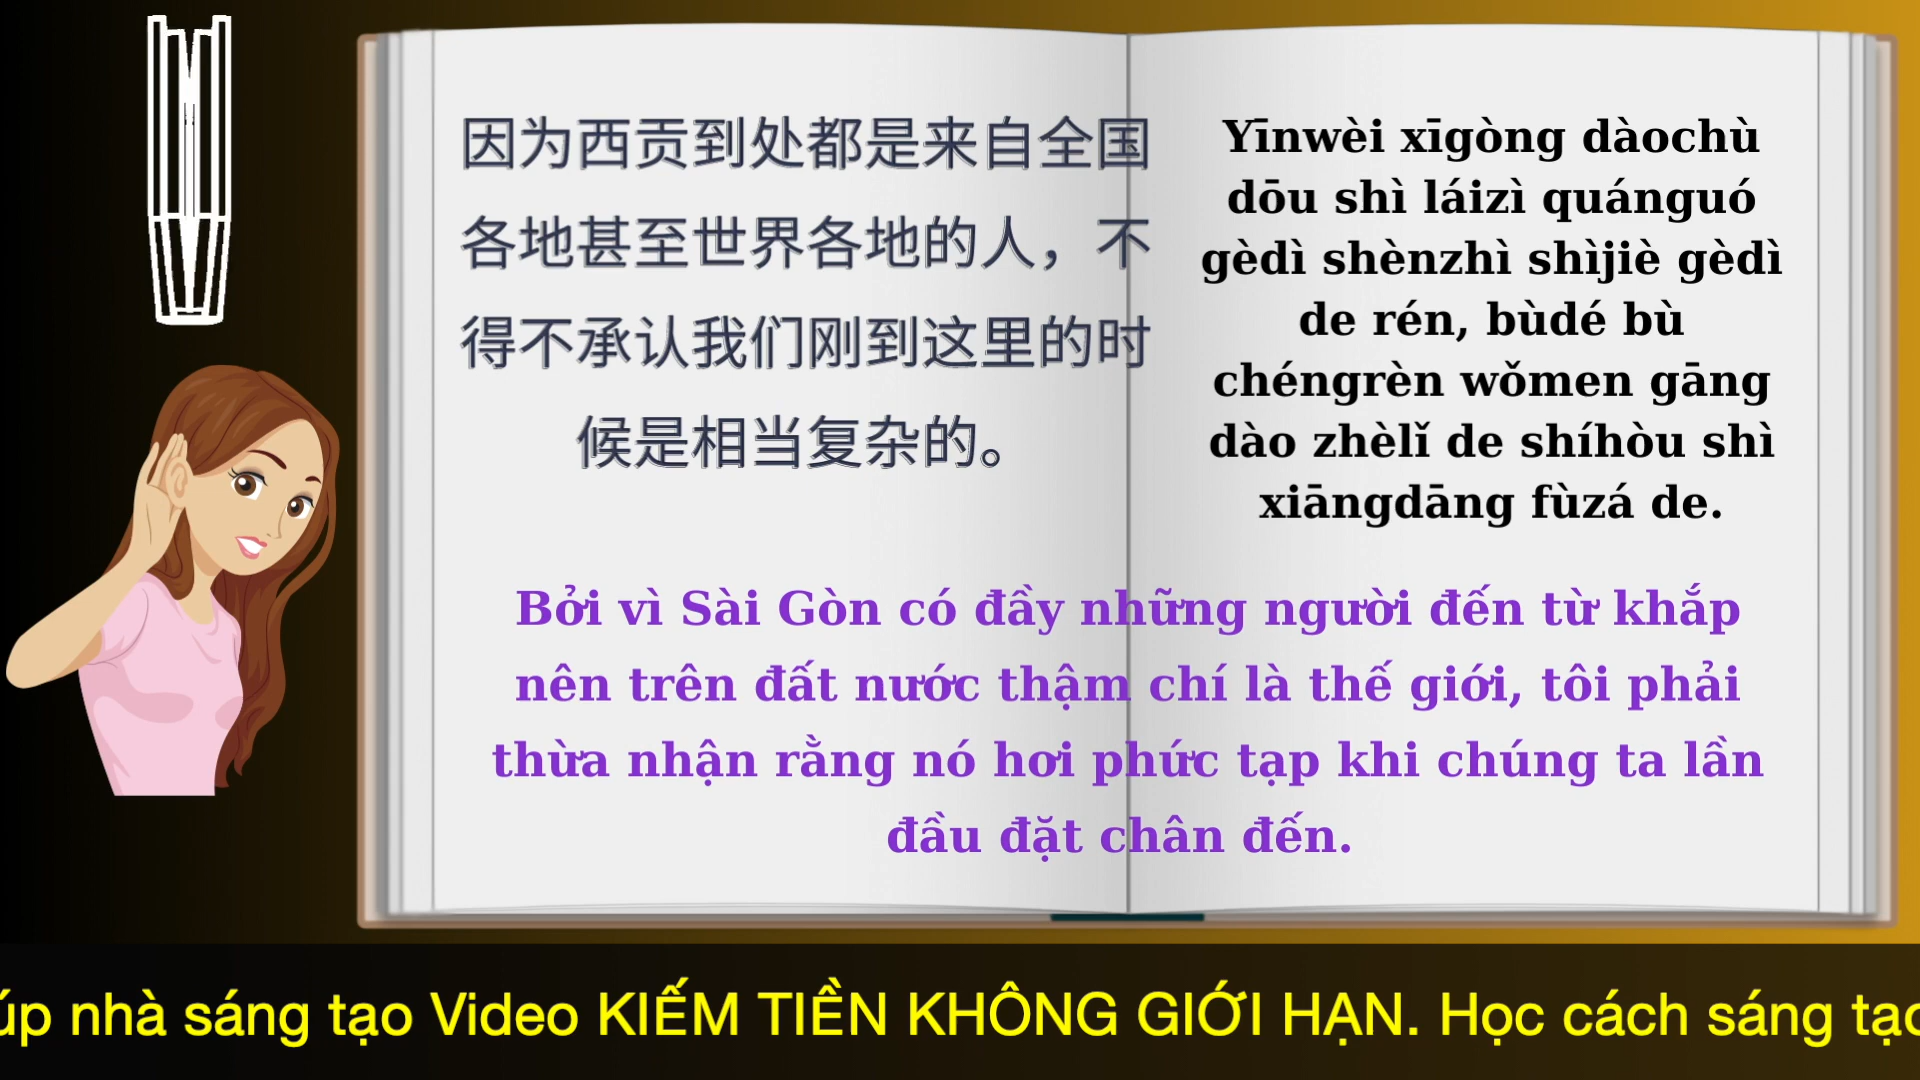 因为西贡到处都是来自全国
各地甚至世界各地的人，不
得不承认我们刚到这里的时
候是相当复杂的。
Yīnwèi xīgòng dàochù
dōu shì láizì quánguó
gèdì shènzhì shìjiè gèdì
de rén, bùdé bù
chéngrèn wǒmen gāng
dào zhèlǐ de shíhòu shì
xiāngdāng fùzá de.
Bởi vì Sài Gòn có đầy những người đến từ khắp
nên trên đất nước thậm chí là thế giới, tôi phải
thừa nhận rằng nó hơi phức tạp khi chúng ta lần
đầu đặt chân đến.
úp nhà sáng tạo Video KIẾM TIỀN KHÔNG GIỚI HẠN. Học cách sáng tạo